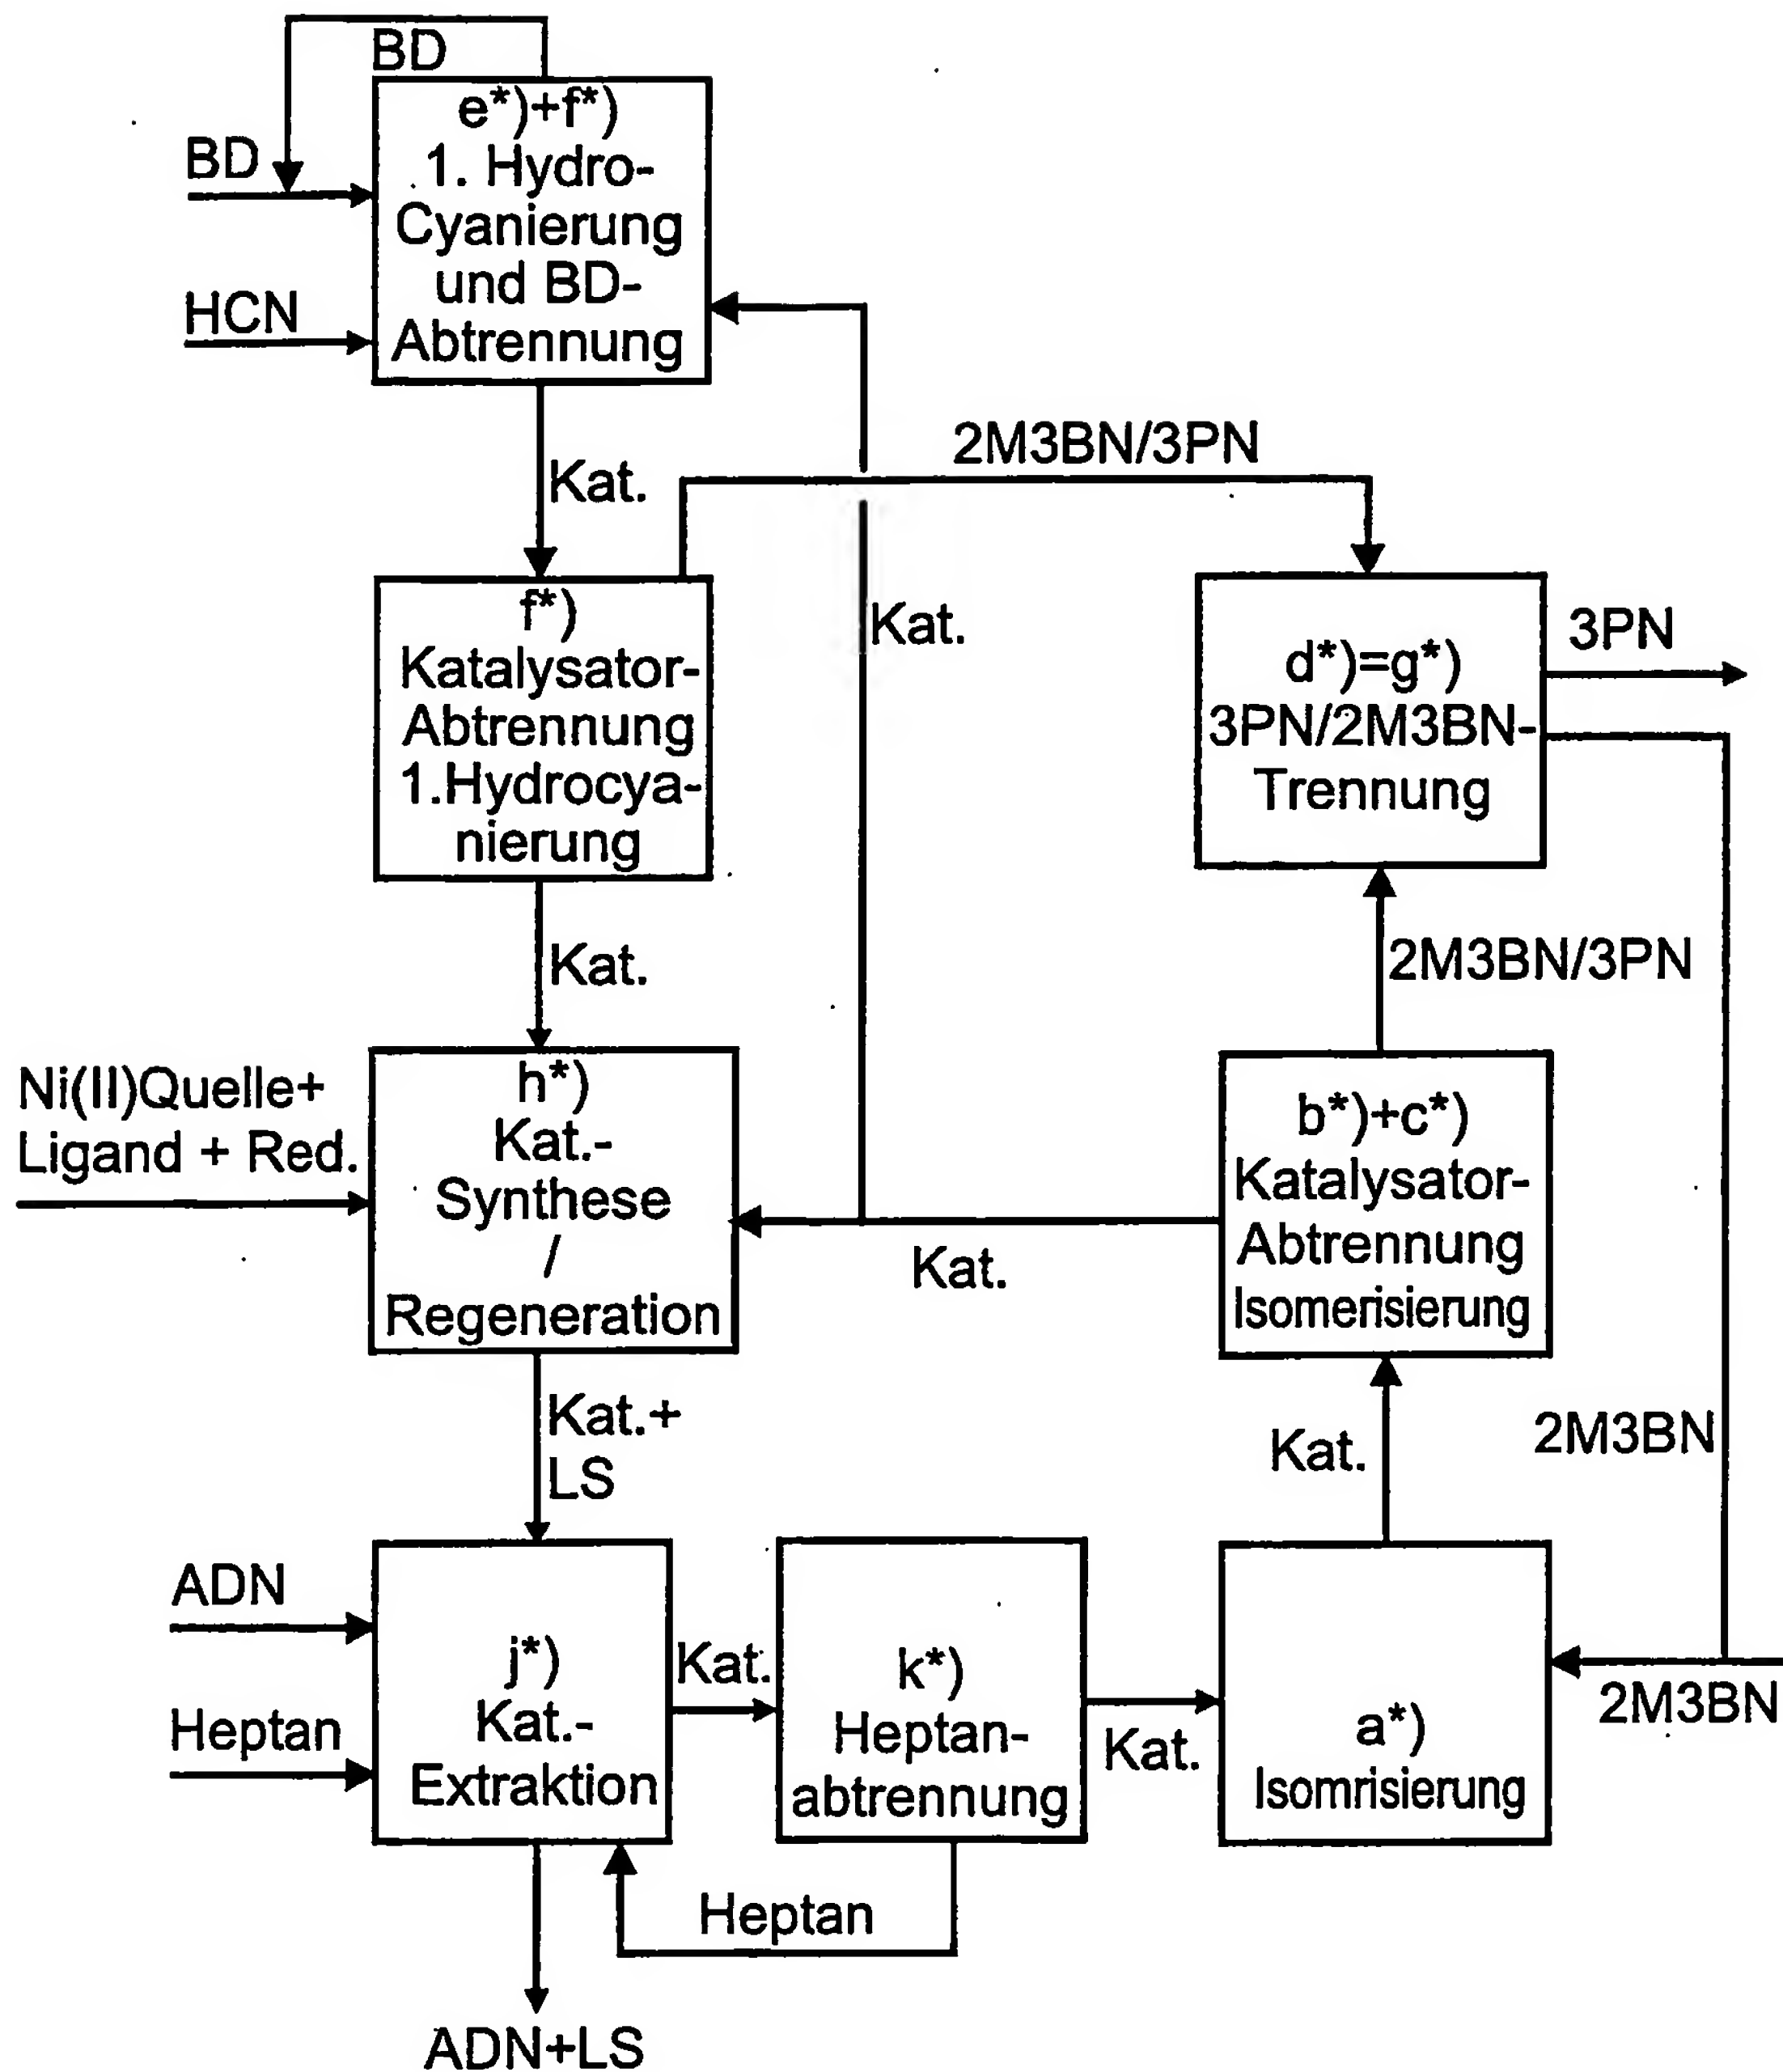 BD
BD
HCN
e*)+f*)
1. Hydro-
Cyanierung
und BD-
Abtrennung
Kat.
2M3BN/3PN
f*)
Katalysator-
Abtrennung
1.Hydrocya-
nierung
Kat.
d*)=g*)
3PN/2M3BN-
Trennung
3PN
Kat.
2M3BN/3PN
Ni(II)Quelle+
Ligand + Red.
h*)
Kat.-
Synthese
/
Regeneration
Kat.
b*)+c*)
Katalysator-
Abtrennung
Isomerisierung
Kat.+
LS
Kat.
2M3BN
ADN
Heptan
j*)
Kat.-
Extraktion
Kat.
k*)
Heptan-
abtrennung
Kat.
a*)
Isomrisierung
2M3BN
Heptan
ADN+LS